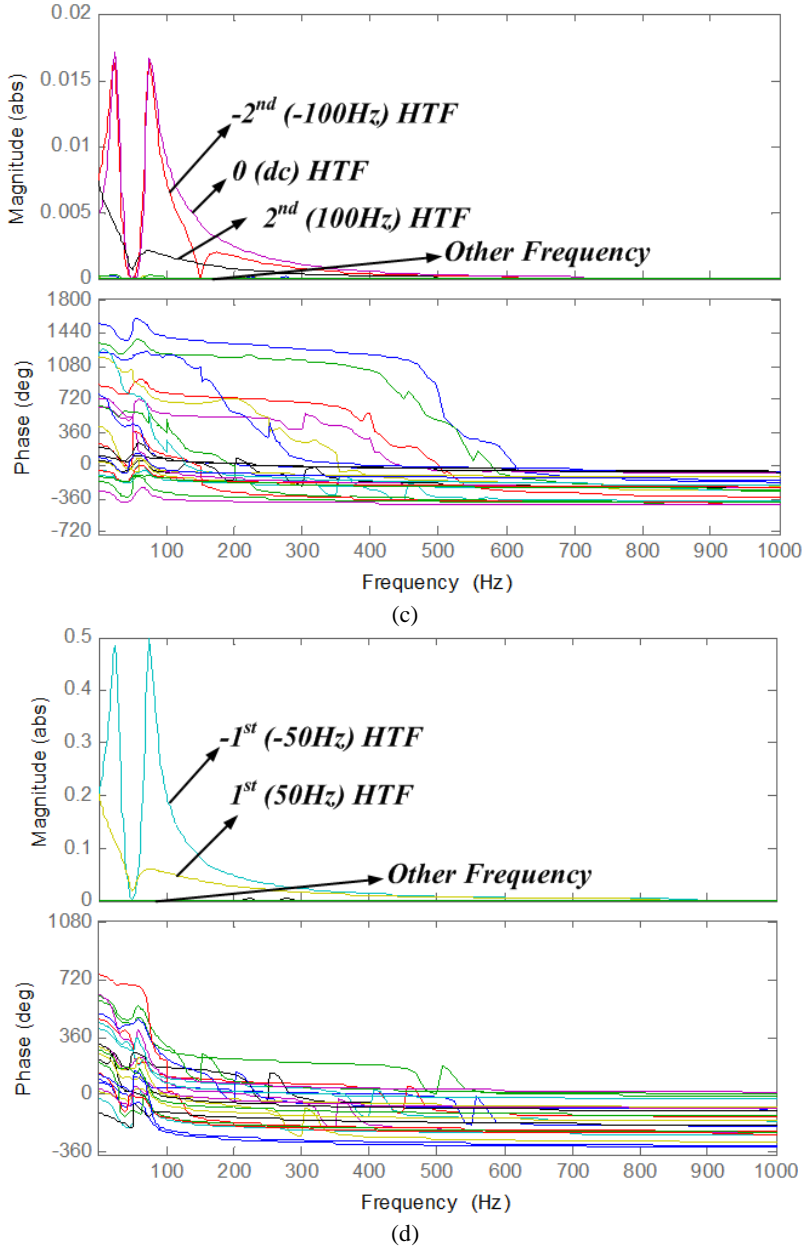 0.02
0.015
0.01
0.005
0
Magnitude (abs)
-2nd (-100Hz) HTF
0 (dc) HTF
2nd (100Hz) HTF
Other Frequency
1800
1440
1080
720
360
0
-360
-720
Phase (deg)
100 200 300 400 500 600 700 800 900 1000
Frequency (Hz)
(c)
0.5
0.4
0.3
0.2
0.1
0
Magnitude (abs)
-1st (-50Hz) HTF
1st (50Hz) HTF
Other Frequency
1080
720
360
0
-360
Phase (deg)
100 200 300 400 500 600 700 800 900 1000
Frequency (Hz)
(d)